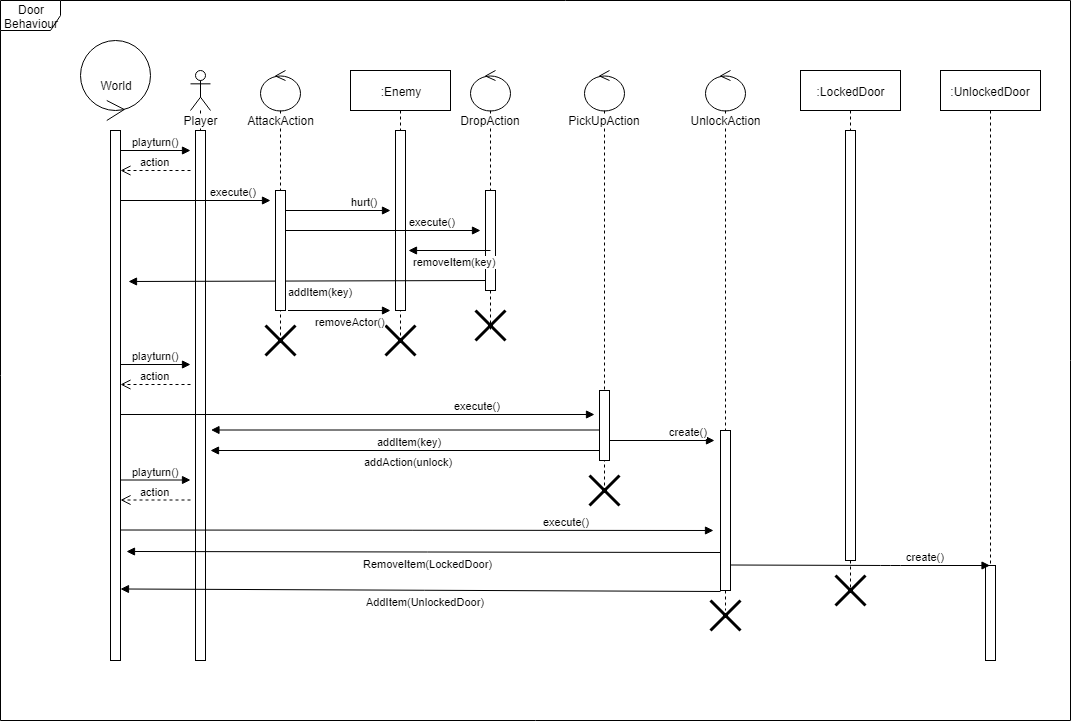 Door
Behaviour
World
Player
AttackAction
:Enemy
DropAction
PickUpAction
UnlockAction
:LockedDoor
:UnlockedDoor
playturn()
action
execute()
hurt()
execute()
removeItem(key)
addItem(key)
removeActor()
playturn()
action
execute()
create()
addItem(key)
addAction(unlock)
playturn()
action
execute()
create()
RemoveItem(LockedDoor)
AddItem(UnlockedDoor)